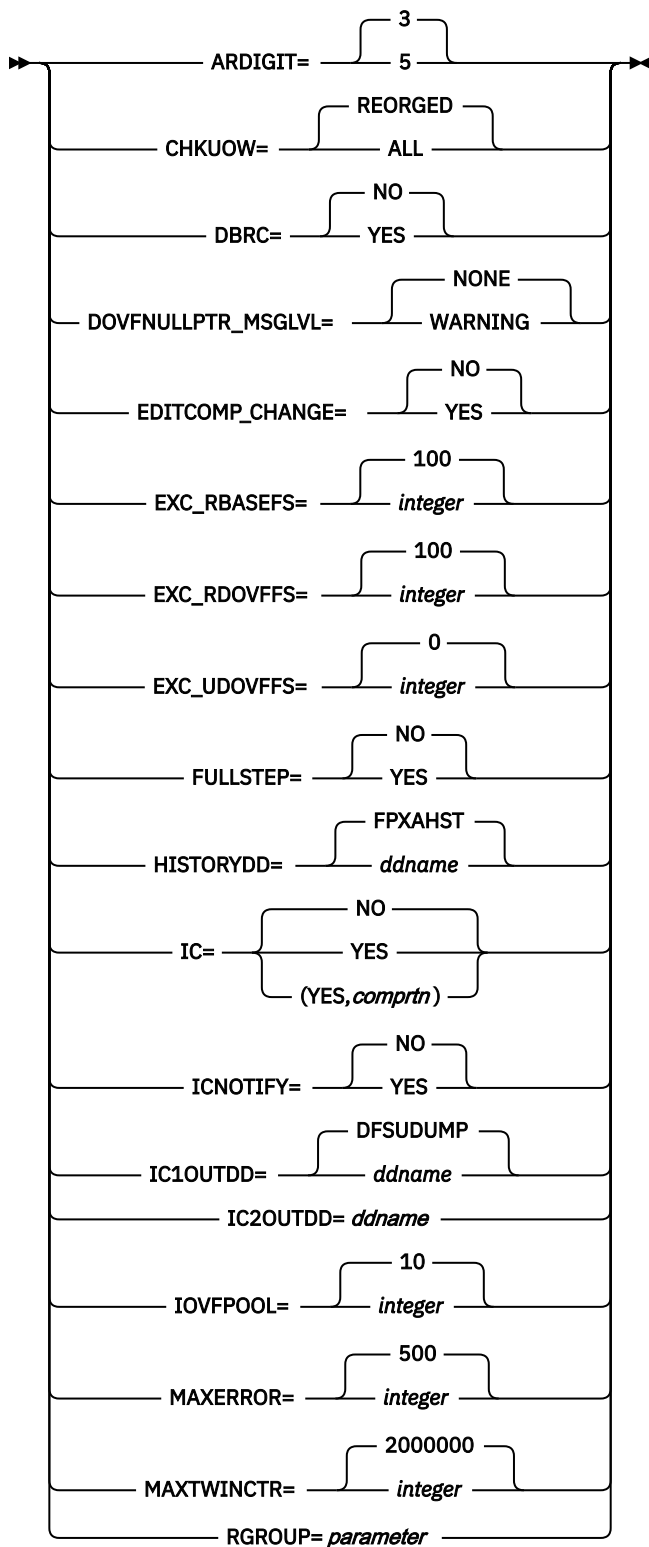 3
ARDIGIT= 5
REORGED
CHKUOW= ALL
NO
DBRC= YES
NONE
DOVFNULLPTR_MSGLVL= WARNING
NO
EDITCOMP_CHANGE= YES
100
EXC_RBASEFS= integer
100
EXC_RDOVFFS= integer
0
EXC_UDOVFFS= integer
NO
FULLSTEP= YES
FPXAHST
HISTORYDD= ddname
NO
IC= YES
(YES,comprtn)
NO
ICNOTIFY= YES
DFSUDUMP
IC1OUTDD= ddname
IC2OUTDD= ddname
10
IOVFPOOL= integer
500
MAXERROR= integer
2000000
MAXTWINCTR= integer
RGROUP= parameter